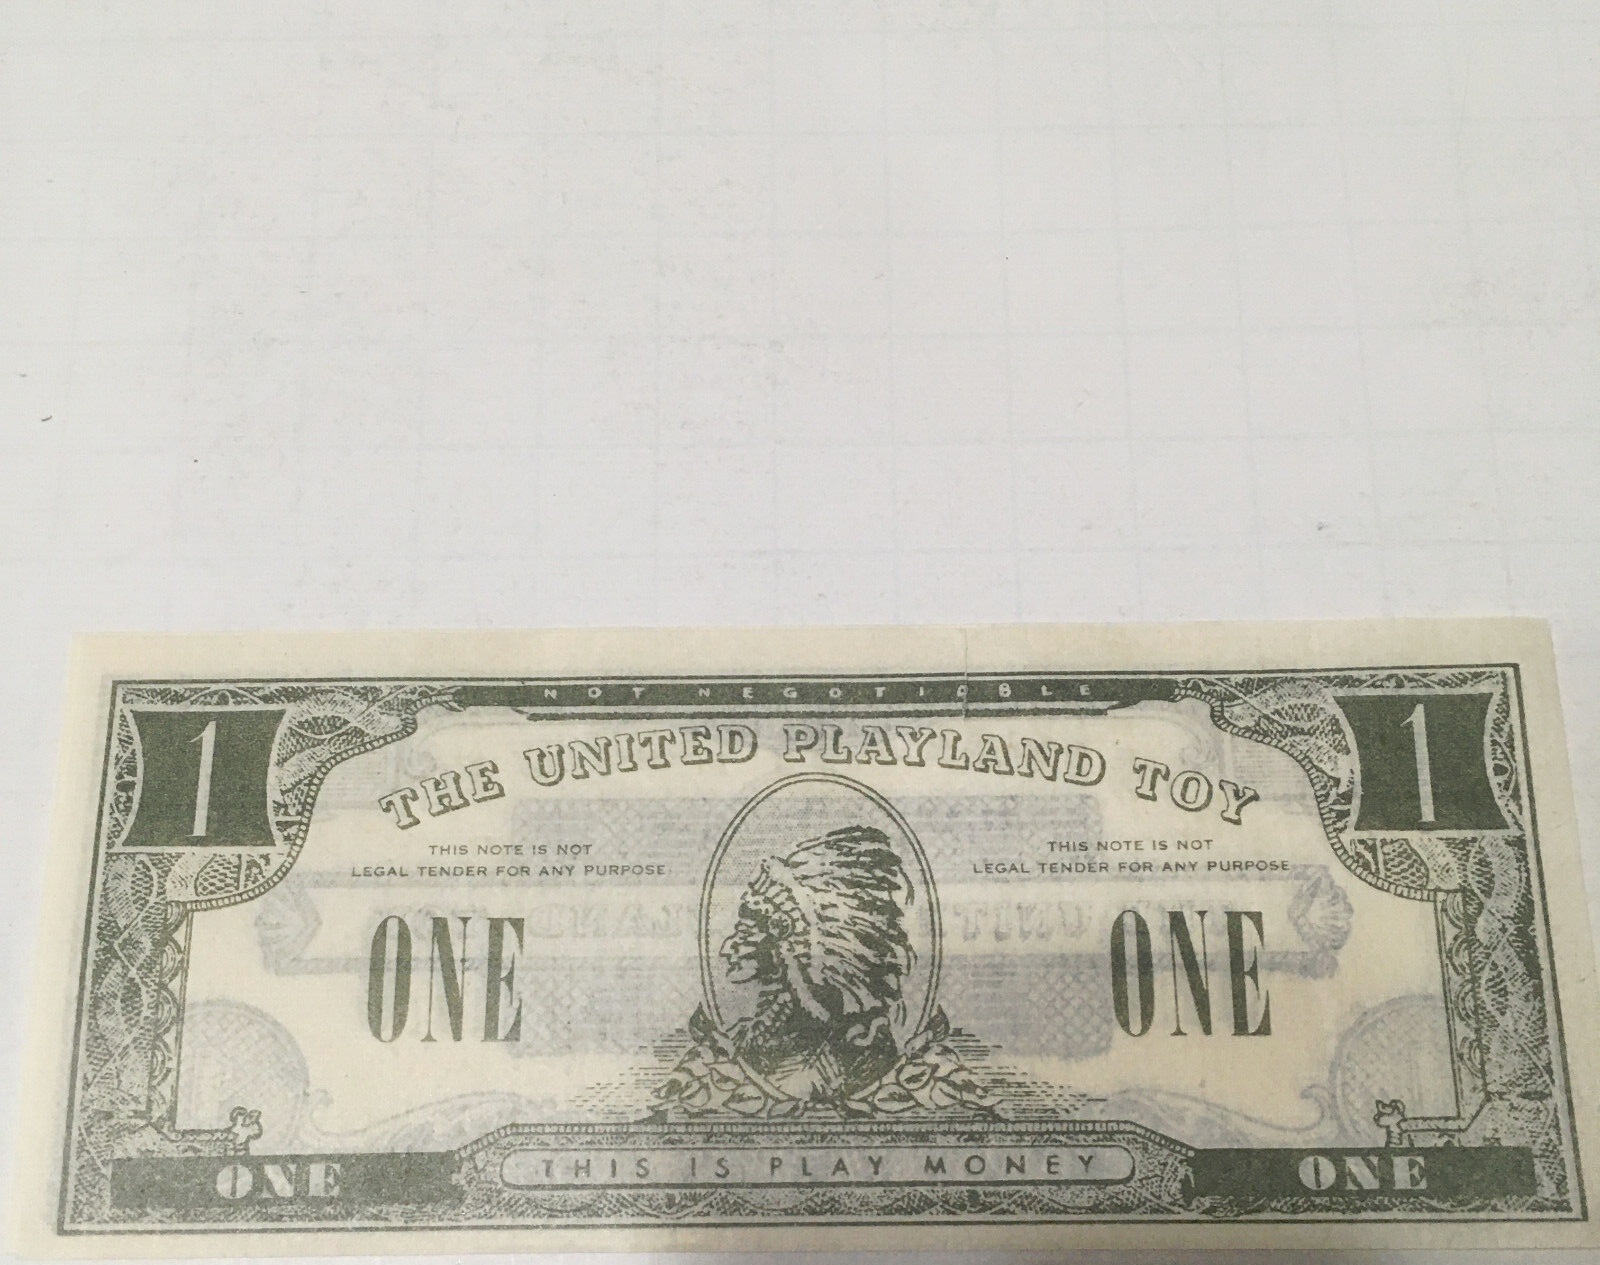 NOT NEGOTIABLE
1 1
THE UNITED PLAYLAND TOY
THIS NOTE IS NOT
LEGAL TENDER FOR ANY PURPOSE
THIS NOTE IS NOT
LEGAL TENDER FOR ANY PURPOSE
ONE ONE
ONE THIS IS PLAY MONEY ONE